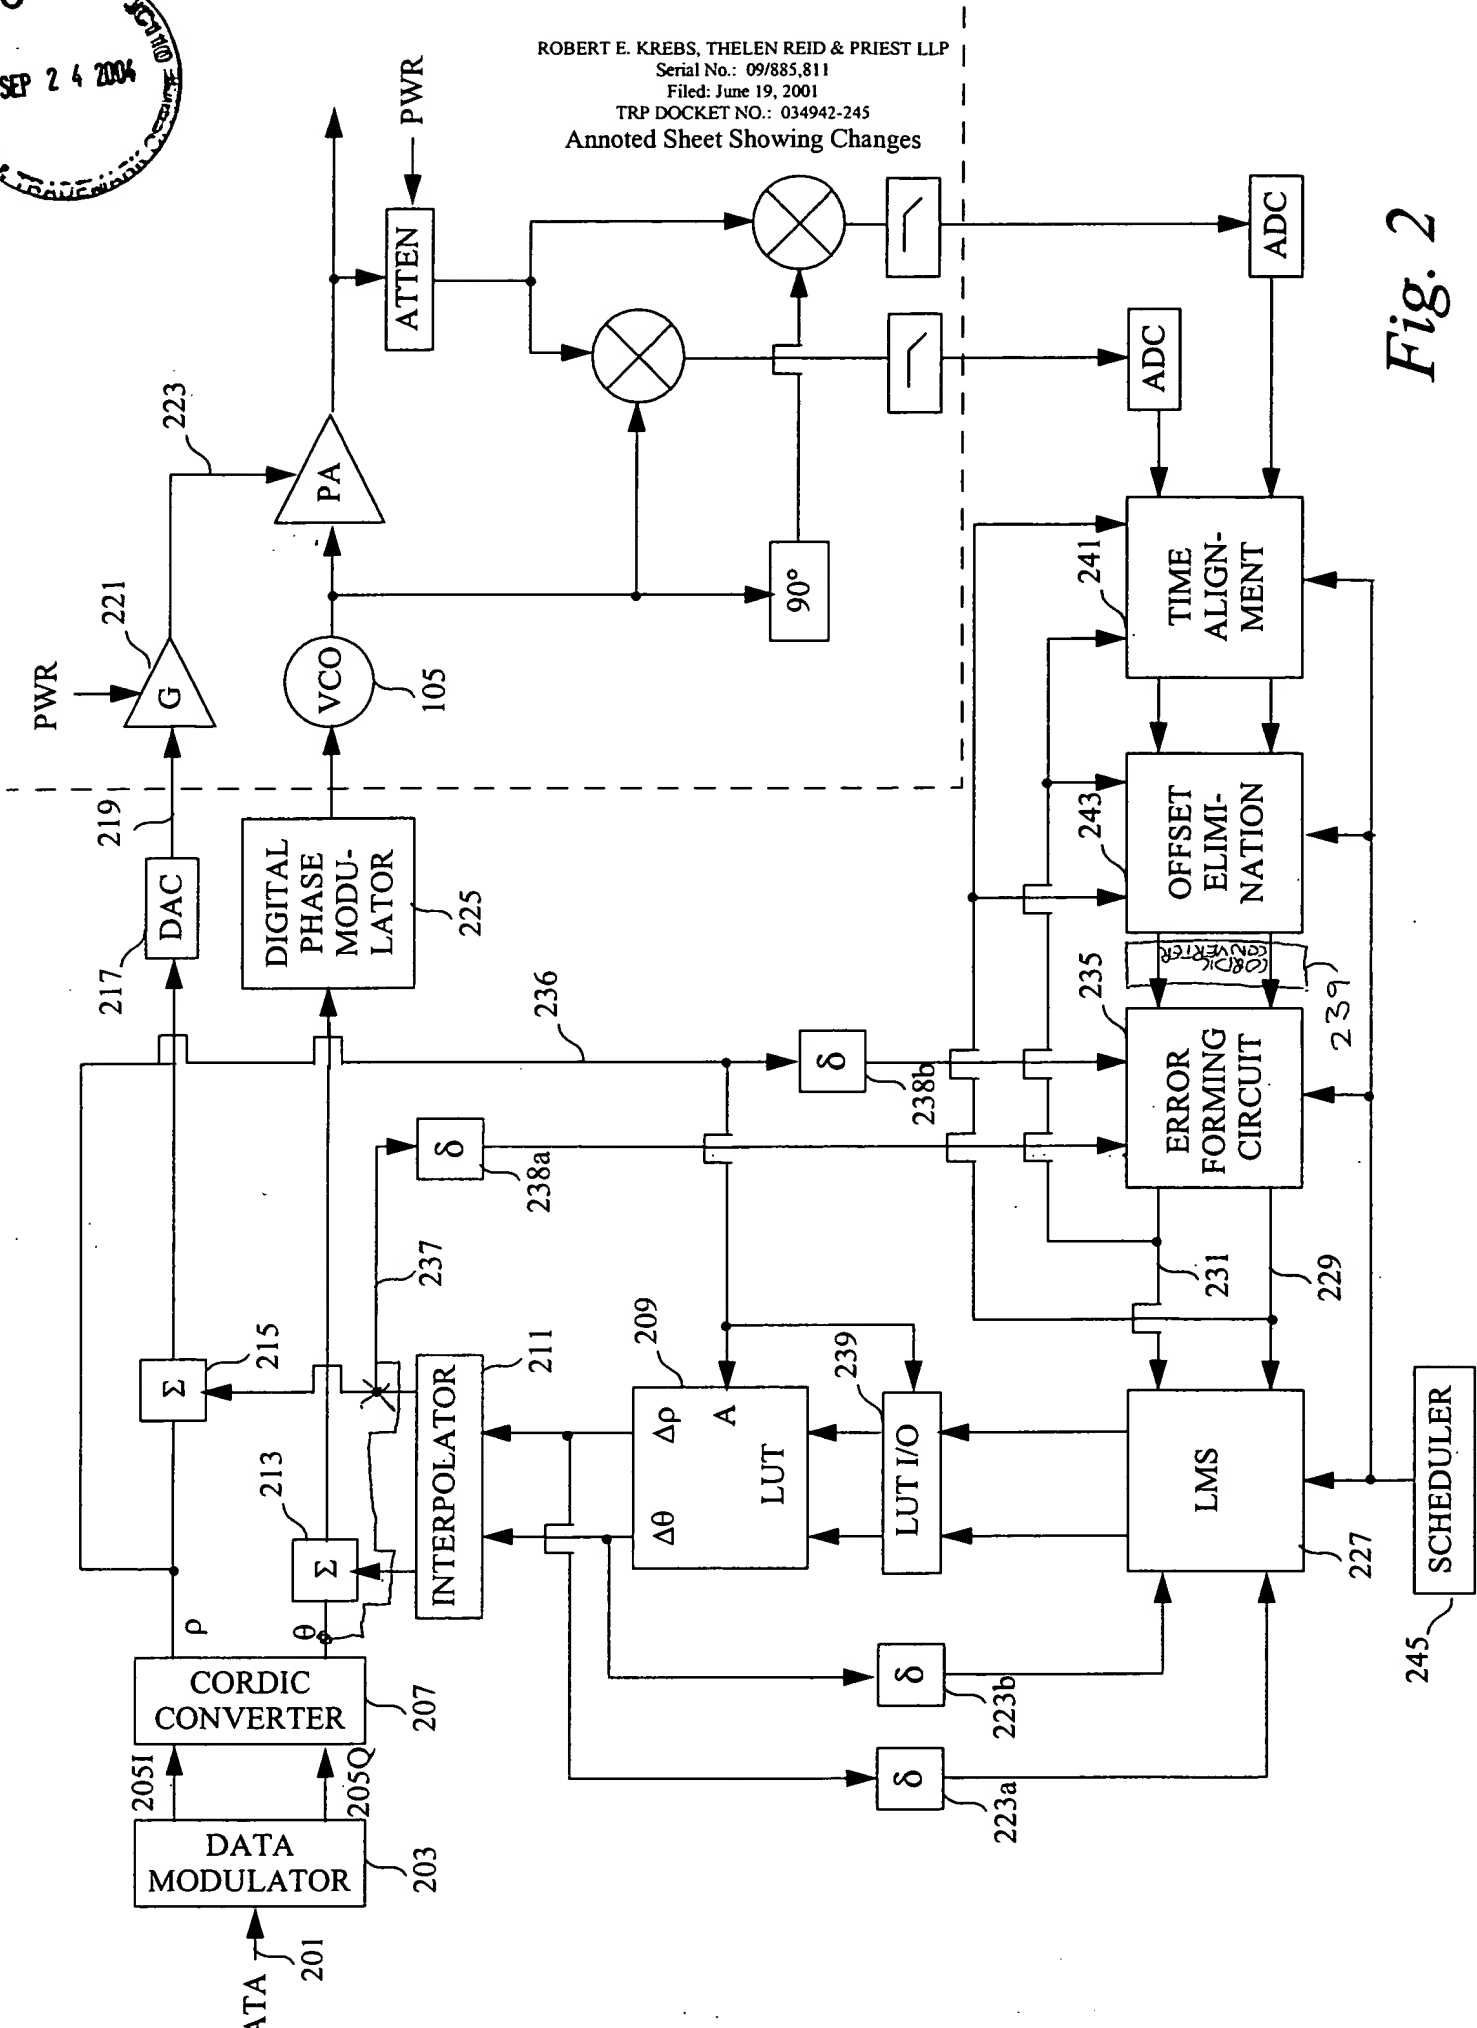 SEP 2 4 2004
ROBERT E. KREBS, THELEN REID & PRIEST LLP
Serial No.: 09/885,811
Filed: June 19, 2001
TRP DOCKET NO.: 034942-245
Annoted Sheet Showing Changes
201
DATA
MODULATOR
203
205I
205Q
CORDIC
CONVERTER
207
ρ
θ
Σ
213
Σ
215
217
DAC
219
PWR
G
221
223
DIGITAL
PHASE
MODU-
LATOR
225
VCO
105
PA
ATTEN
PWR
90°
INTERPOLATOR
211
237
δ
238a
236
δ
238b
Δθ
Δρ
A
LUT
209
LUT I/O
239
δ
223b
δ
223a
LMS
227
231
229
ERROR
FORMING
CIRCUIT
235
CORDIC
CONVERTER
239
OFFSET
ELIMI-
NATION
243
TIME
ALIGN-
MENT
241
ADC
ADC
SCHEDULER
245
Fig. 2